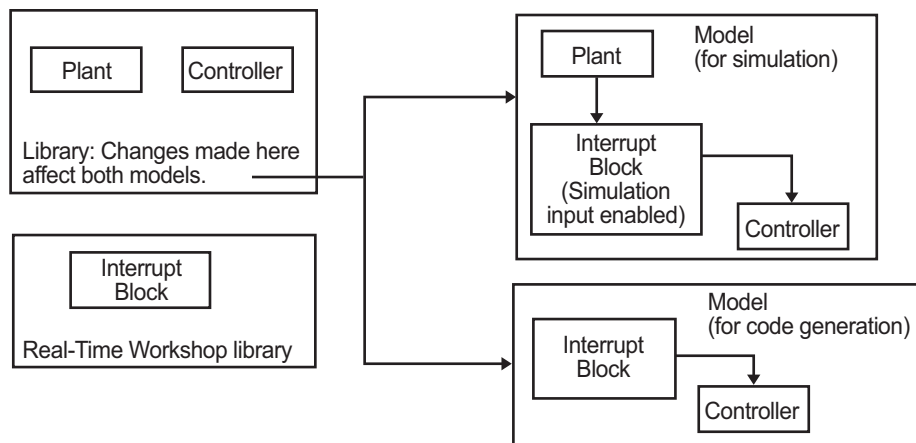 Plant
Controller
Library: Changes made here
affect both models.
Interrupt
Block
Real-Time Workshop library
Model
(for simulation)
Plant
Interrupt
Block
(Simulation
input enabled)
Controller
Model
(for code generation)
Interrupt
Block
Controller